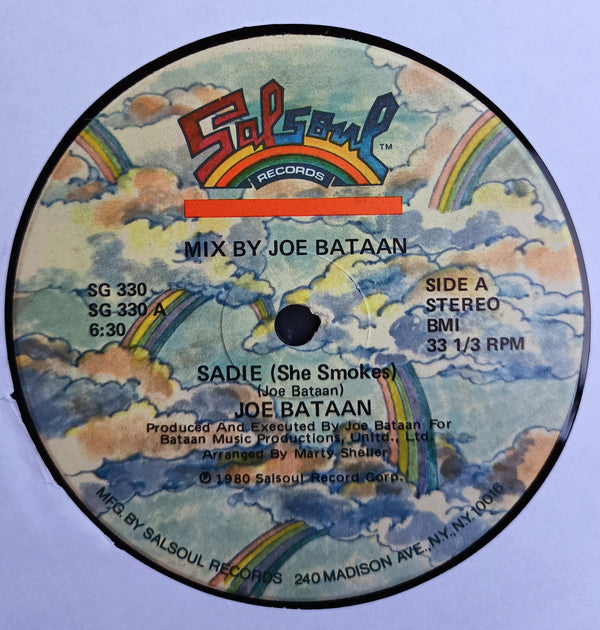 Salsoul TM
RECORDS
MIX BY JOE BATAAN
SG 330
SG 330 A
6:30
SIDE A
STEREO
BMI
33 1/3 RPM
SADIE (She Smokes)
(Joe Bataan)
JOE BATAAN
Produced And Executed By Joe Bataan For
Bataan Music Productions, Unltd., Ltd.
Arranged By Marty Sheller
℗ 1980 Salsoul Record Corp.
MFG. BY SALSOUL RECORDS 240 MADISON AVE.,NY.,NY.10016